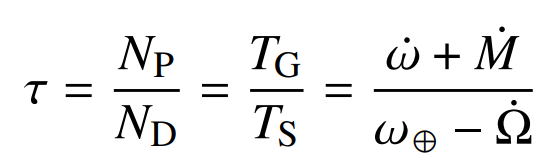 τ = N_P / N_D = T_G / T_S = (ω̇ + Ṁ) / (ω_⊕ − Ω̇)